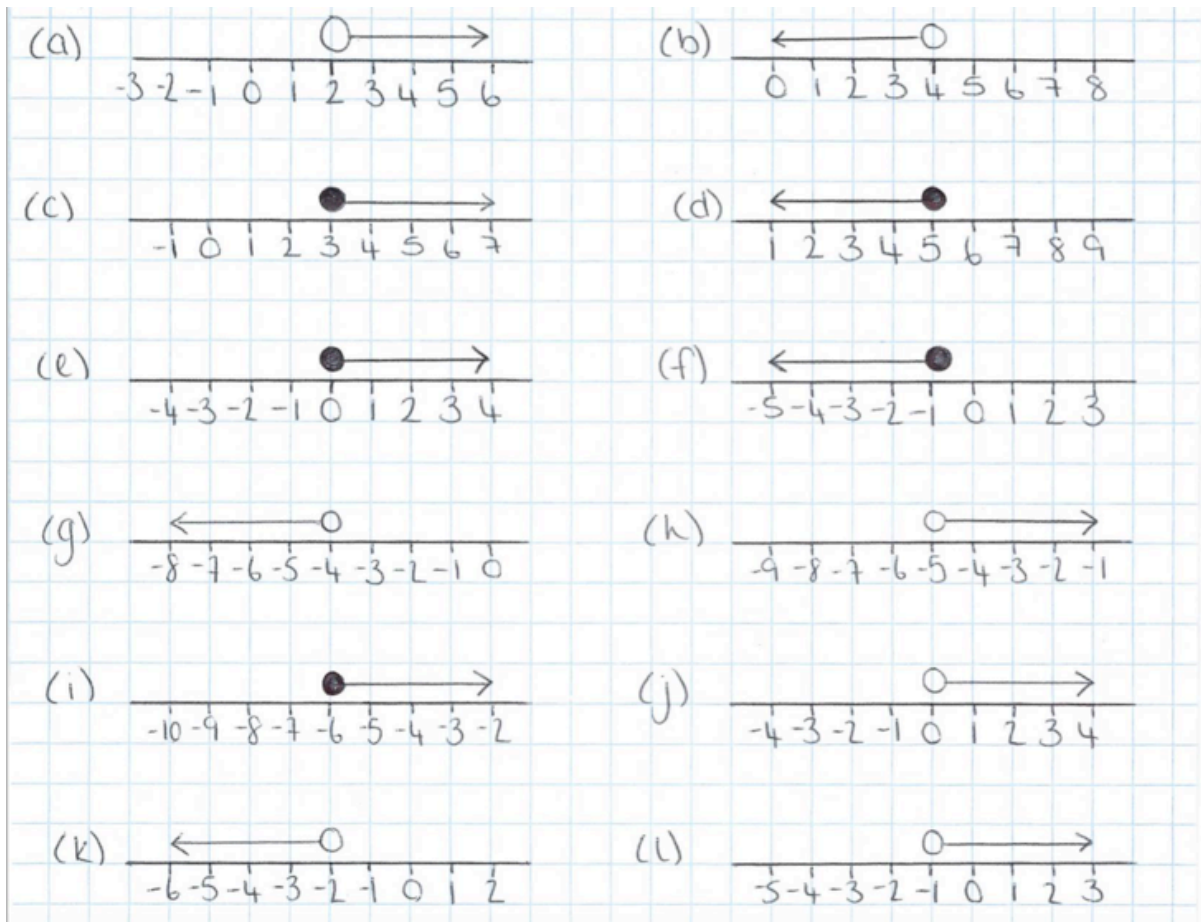 (a) (b)
-3 -2 -1 0 1 2 3 4 5 6 0 1 2 3 4 5 6 7 8
(c) (d)
-1 0 1 2 3 4 5 6 7 1 2 3 4 5 6 7 8 9
(e) (f)
-4 -3 -2 -1 0 1 2 3 4 -5 -4 -3 -2 -1 0 1 2 3
(g) (h)
-8 -7 -6 -5 -4 -3 -2 -1 0 -9 -8 -7 -6 -5 -4 -3 -2 -1
(i) (j)
-10 -9 -8 -7 -6 -5 -4 -3 -2 -4 -3 -2 -1 0 1 2 3 4
(k) (l)
-6 -5 -4 -3 -2 -1 0 1 2 -5 -4 -3 -2 -1 0 1 2 3